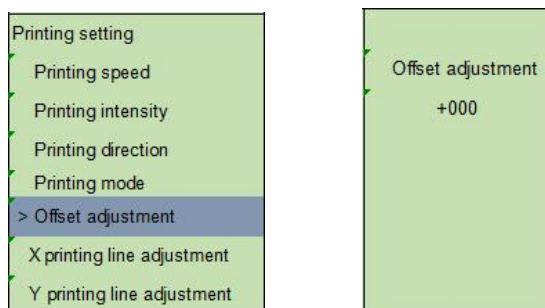 Printing setting
Printing speed
Printing intensity
Printing direction
Printing mode
> Offset adjustment
X printing line adjustment
Y printing line adjustment
Offset adjustment
+000